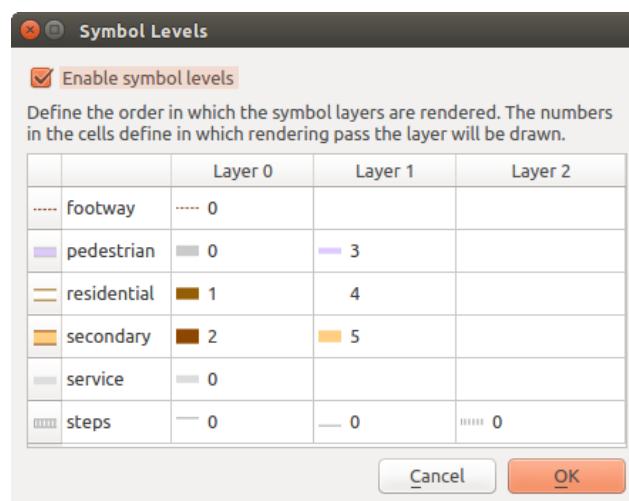 Symbol Levels
Enable symbol levels
Define the order in which the symbol layers are rendered. The numbers
in the cells define in which rendering pass the layer will be drawn.
Layer 0 Layer 1 Layer 2
footway 0
pedestrian 0 3
residential 1 4
secondary 2 5
service 0
steps 0 0 0
Cancel OK